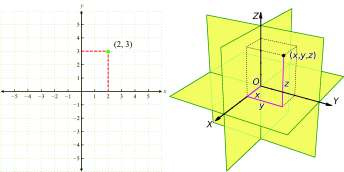 y
(2, 3)
5
4
3
2
1
-5 -4 -3 -2 -1 1 2 3 4 5
x
-1
-2
-3
-4
-5
Z
(x,y,z)
O
z
x
y
X
Y